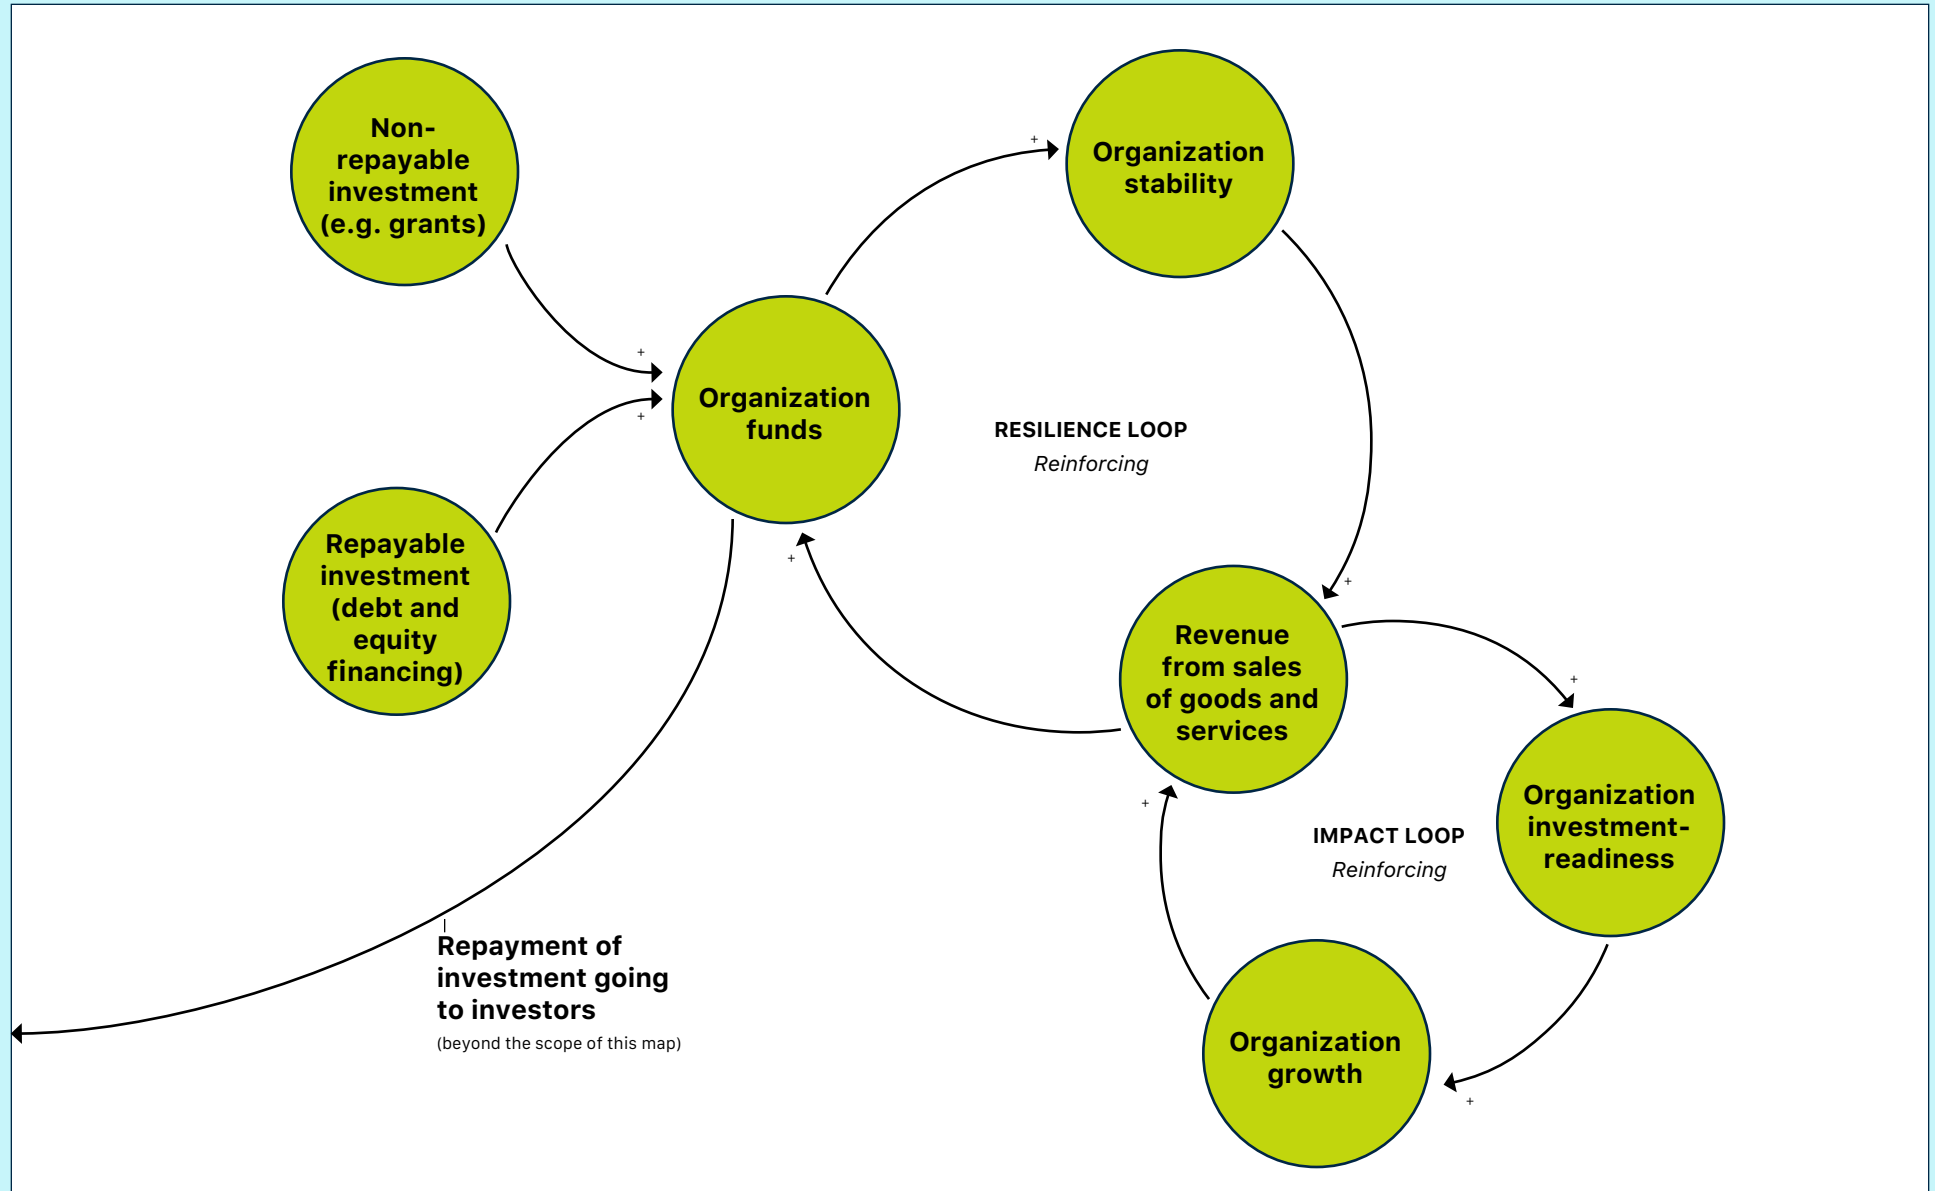 Non-
repayable
investment
(e.g. grants)
+
Organization
stability
+
+
Organization
funds
RESILIENCE LOOP
Reinforcing
Repayable
investment
(debt and
equity
financing)
+
+
+
Revenue
from sales
of goods and
services
+
Organization
investment-
readiness
+
IMPACT LOOP
Reinforcing
Repayment of
investment going
to investors
(beyond the scope of this map)
Organization
growth
+